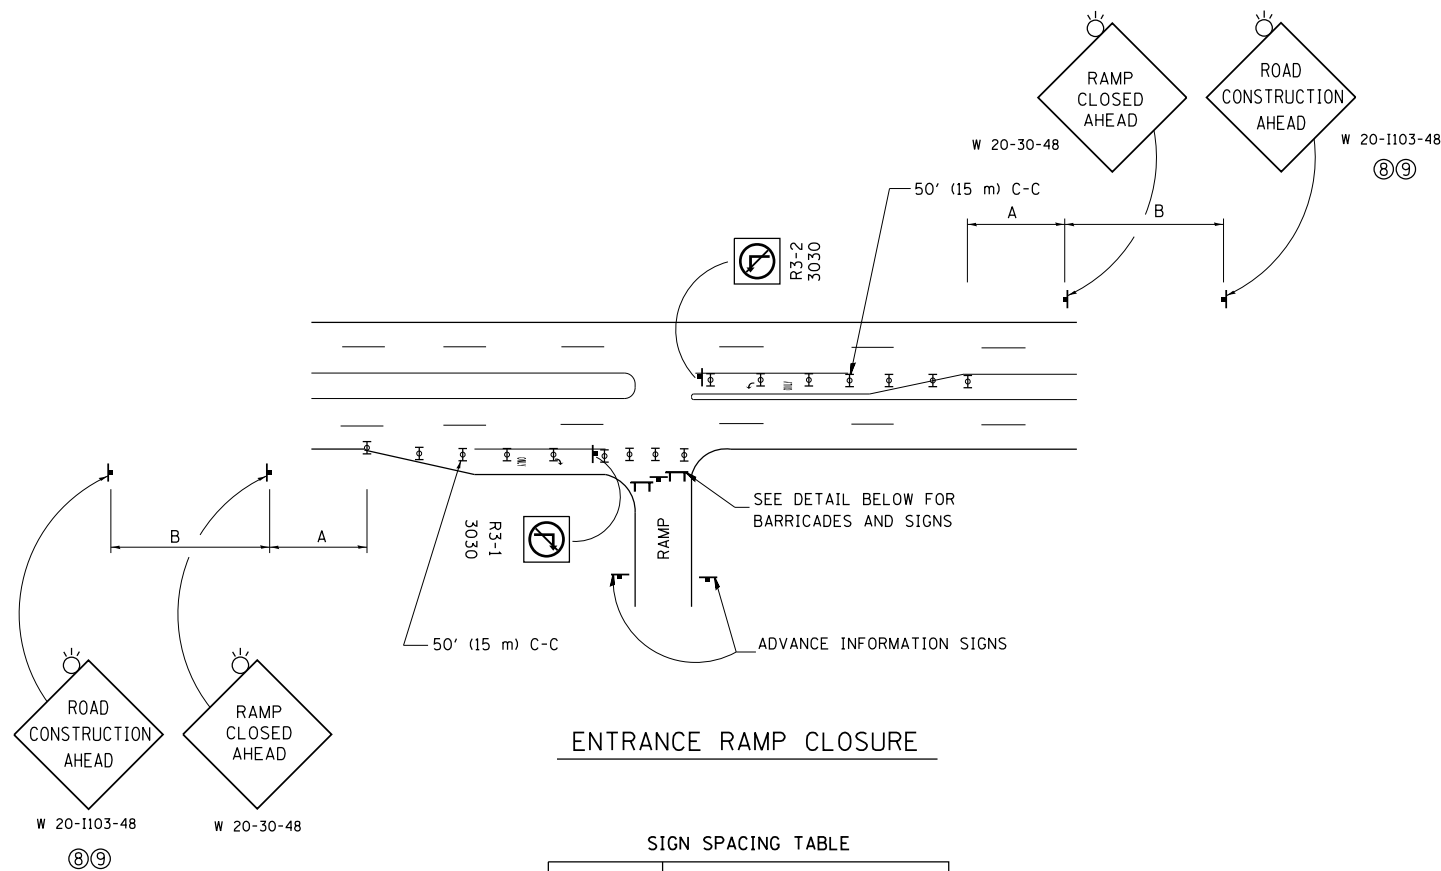 RAMP
CLOSED
AHEAD
W 20-30-48
ROAD
CONSTRUCTION
AHEAD
W 20-I103-48
⑧⑨
50' (15 m) C-C
A
B
R3-2
3030
ONLY
ONLY
B
A
R3-1
3030
RAMP
SEE DETAIL BELOW FOR
BARRICADES AND SIGNS
50' (15 m) C-C
ADVANCE INFORMATION SIGNS
ROAD
CONSTRUCTION
AHEAD
W 20-I103-48
⑧⑨
RAMP
CLOSED
AHEAD
W 20-30-48
ENTRANCE RAMP CLOSURE
SIGN SPACING TABLE